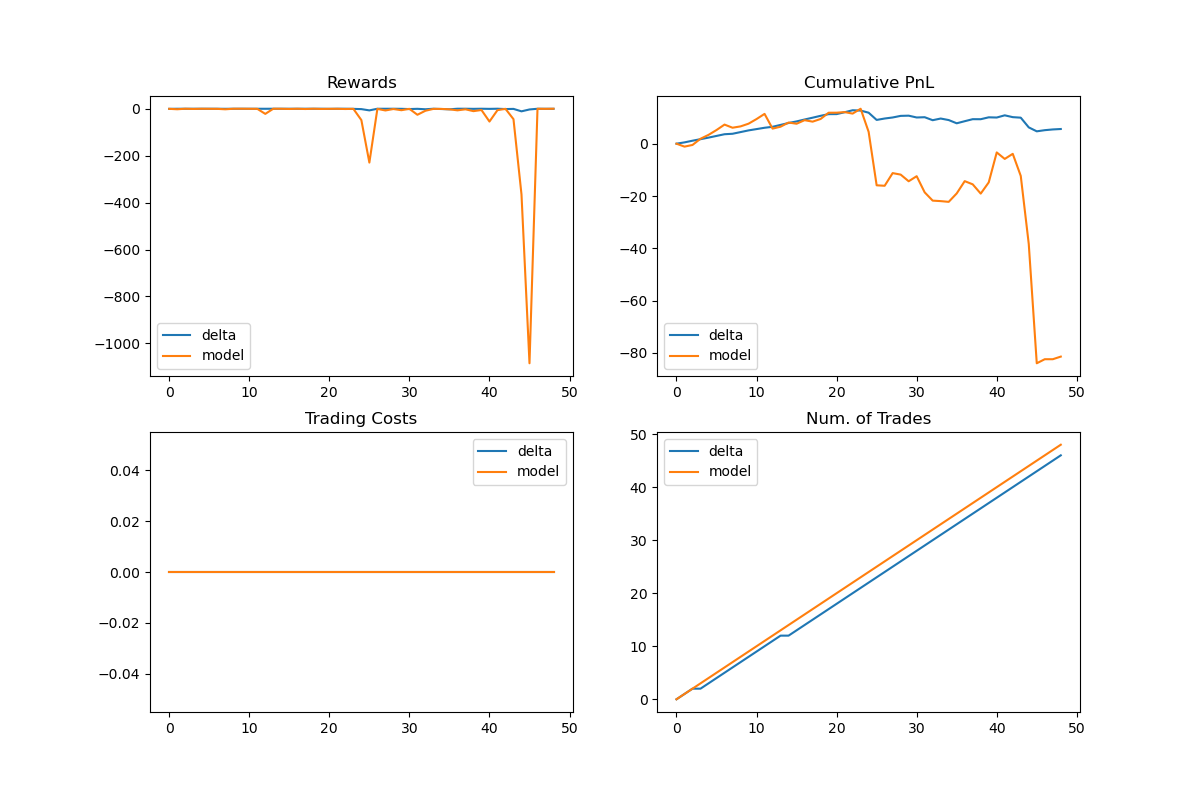 Rewards
0
−200
−400
−600
−800
−1000
delta
model
0 10 20 30 40 50
Cumulative PnL
0
−20
−40
−60
−80
delta
model
0 10 20 30 40 50
Trading Costs
0.04
0.02
0.00
−0.02
−0.04
delta
model
0 10 20 30 40 50
Num. of Trades
50
40
30
20
10
0
delta
model
0 10 20 30 40 50